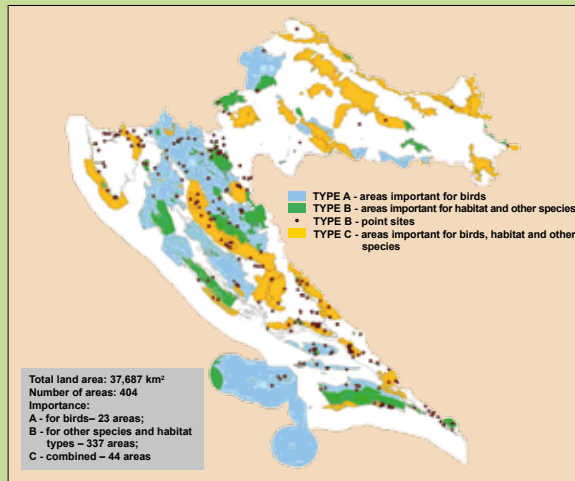 TYPE A - areas important for birds
TYPE B - areas important for habitat and other species
TYPE B - point sites
TYPE C - areas important for birds, habitat and other
species
Total land area: 37,687 km²
Number of areas: 404
Importance:
A - for birds– 23 areas;
B - for other species and habitat
types – 337 areas;
C - combined – 44 areas